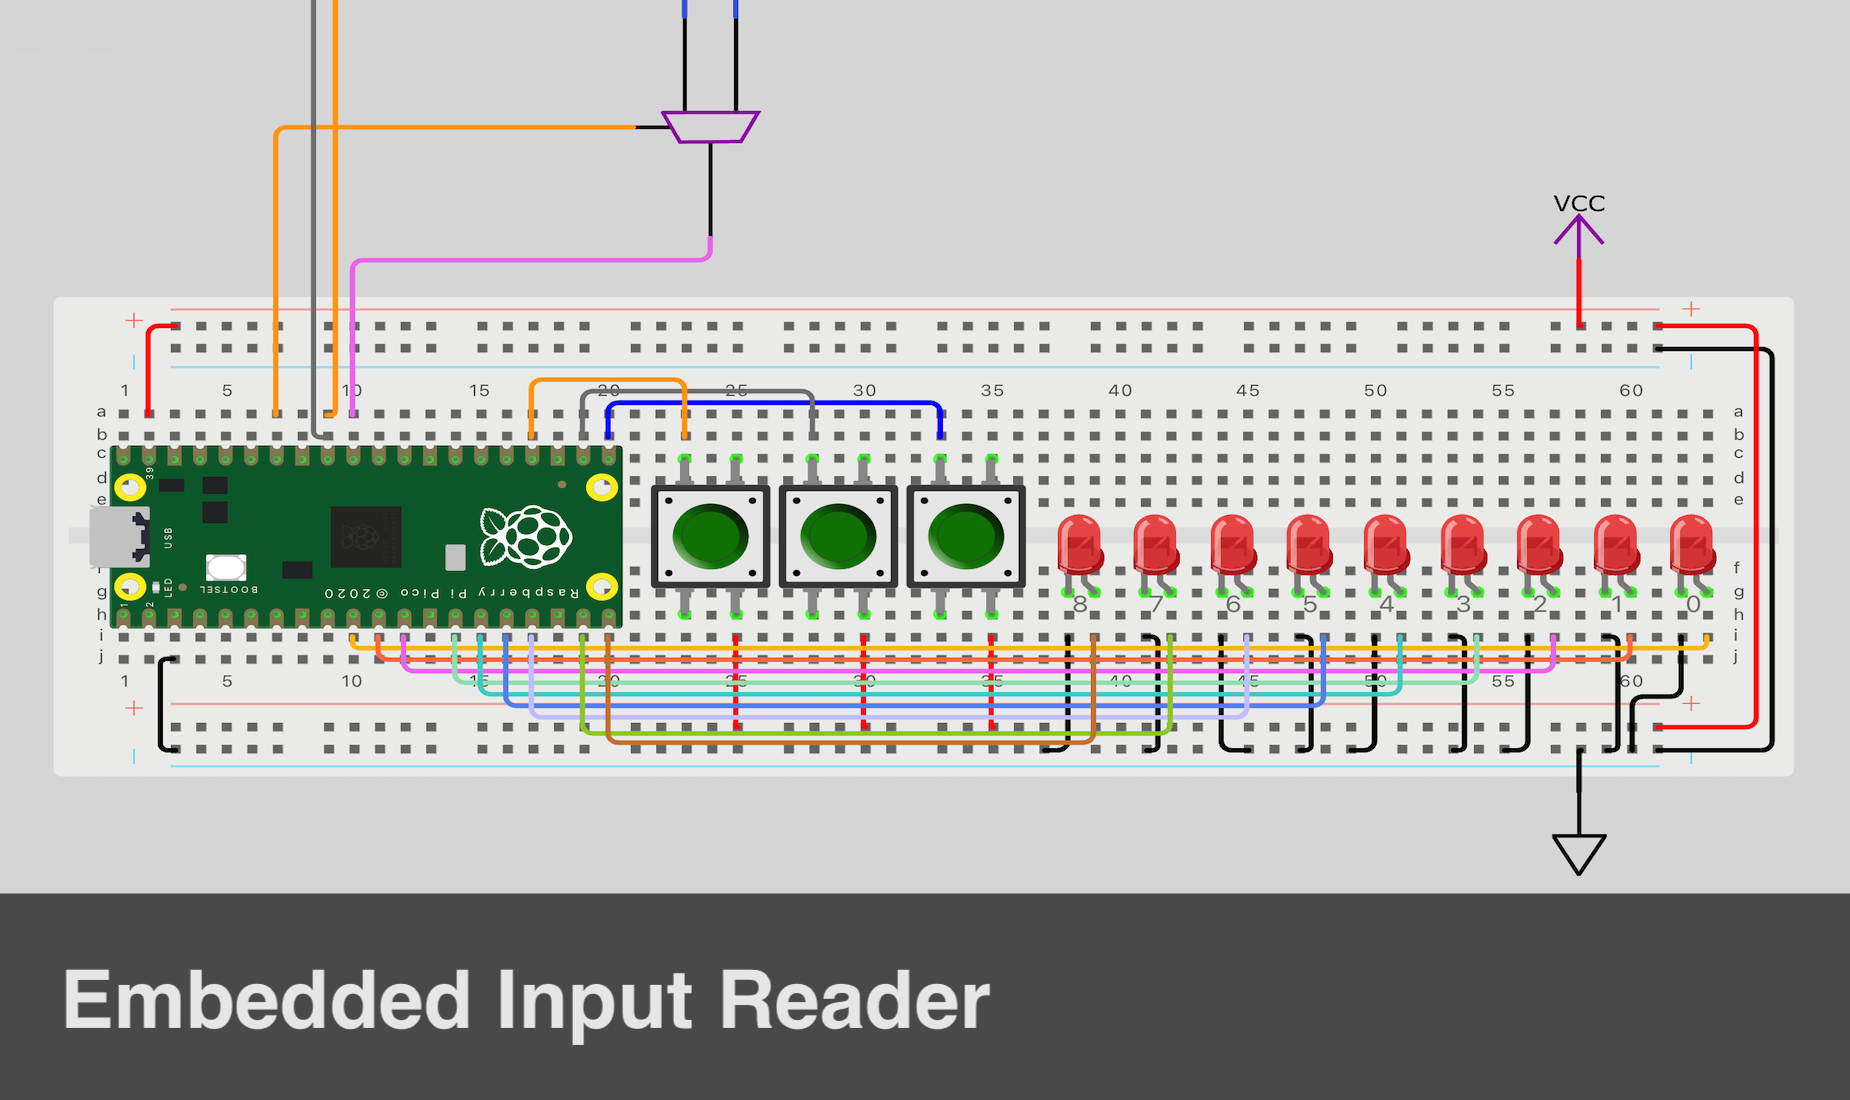 VCC
1 5 10 15 20 25 30 35 40 45 50 55 60
a a
b b
c c
d d
e e
39
USB
LED
BOOTSEL
Raspberry Pi Pico ©2020
1 2
f
g g
8 7 6 5 4 3 2 1 0
h h
i i
j j
1 5 10 15 20 25 30 35 40 45 50 55 60
Embedded Input Reader